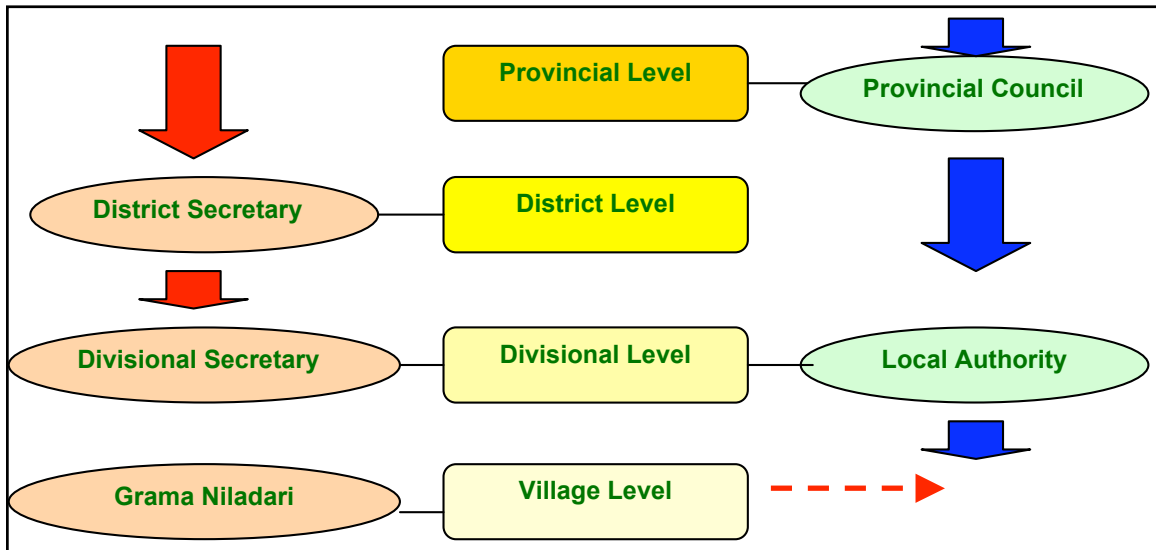 Provincial Level
Provincial Council
District Secretary
District Level
Divisional Secretary
Divisional Level
Local Authority
Grama Niladari
Village Level